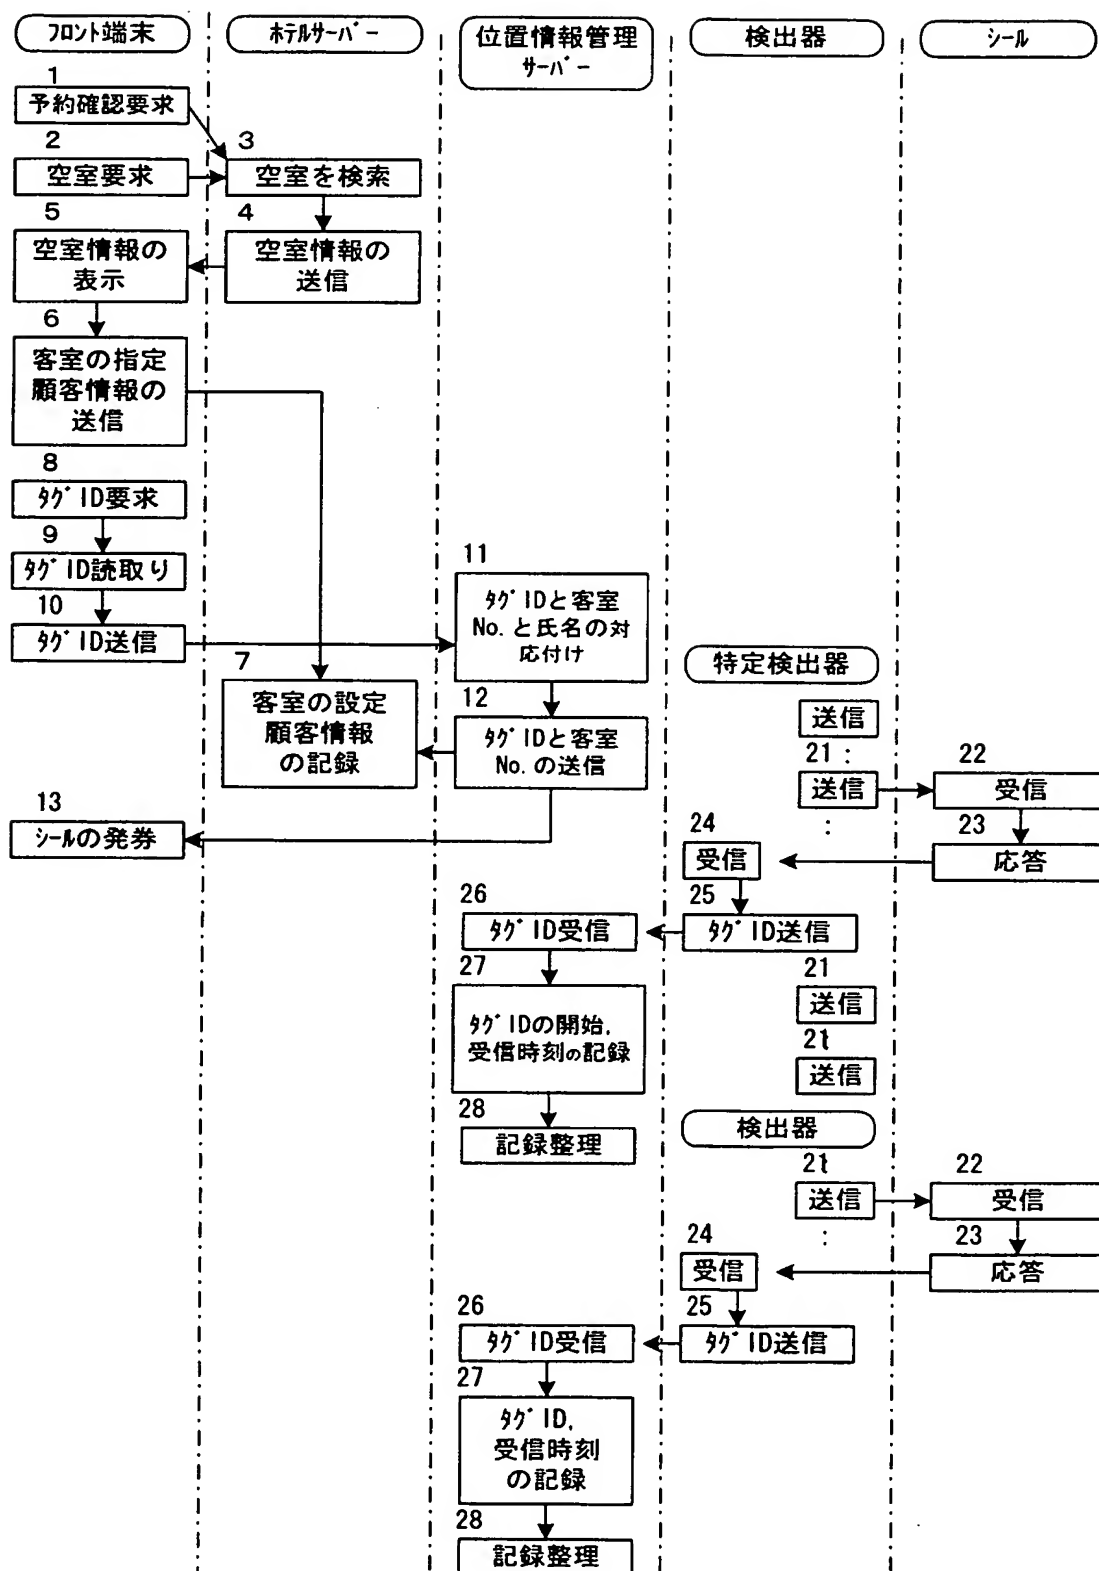 フロント端末
ホテルサーバー
位置情報管理
サーバー
検出器
シール
1
予約確認要求
2
空室要求
3
空室を検索
5
空室情報の
表示
4
空室情報の
送信
6
客室の指定
顧客情報の
送信
8
タグID要求
9
タグID読取り
10
タグID送信
11
タグIDと客室
No.と氏名の対
応付け
7
客室の設定
顧客情報
の記録
12
タグIDと客室
No.の送信
13
シールの発券
特定検出器
送信
21:
送信
:
22
受信
23
応答
24
受信
25
タグID送信
26
タグID受信
27
タグIDの開始,
受信時刻の記録
28
記録整理
21
送信
21
送信
検出器
21
送信
:
22
受信
23
応答
24
受信
25
タグID送信
26
タグID受信
27
タグID,
受信時刻
の記録
28
記録整理